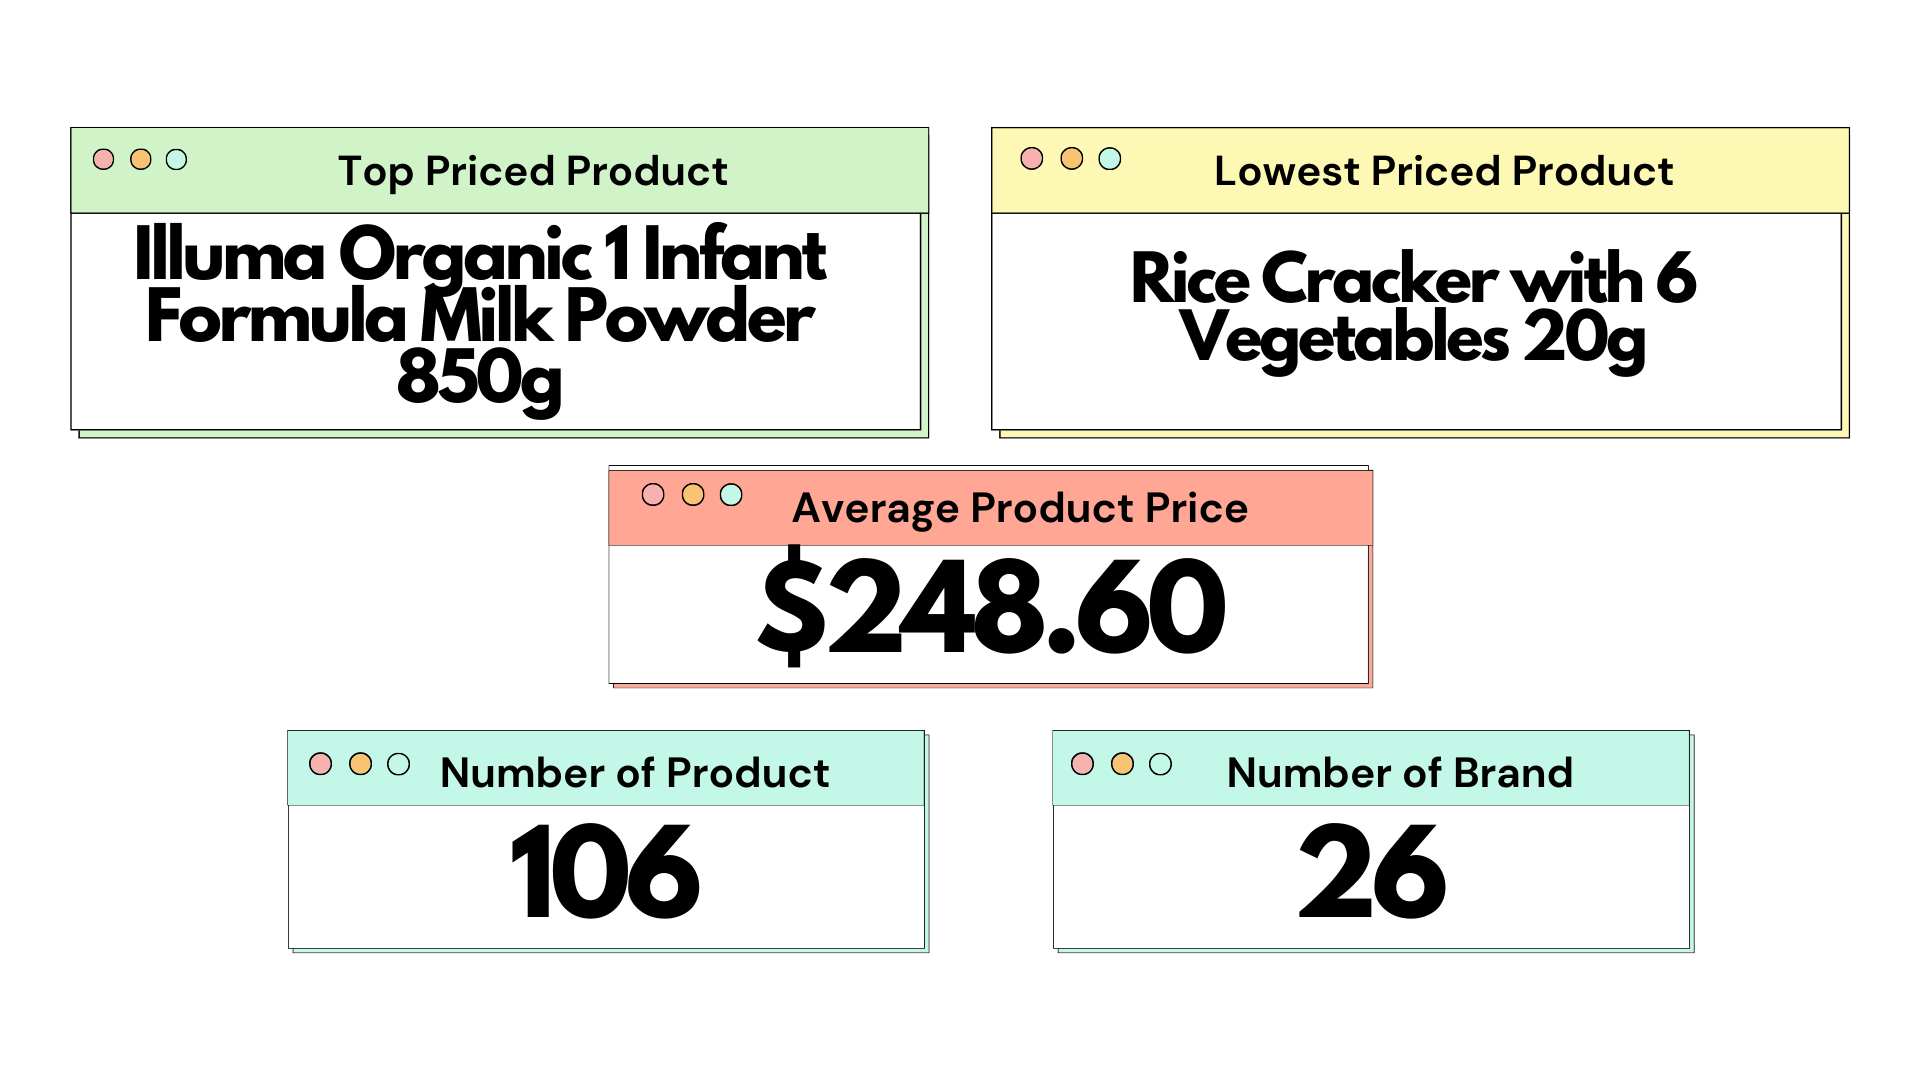 Top Priced Product
Illuma Organic 1 Infant
Formula Milk Powder
850g
Lowest Priced Product
Rice Cracker with 6
Vegetables 20g
Average Product Price
$248.60
Number of Product
106
Number of Brand
26